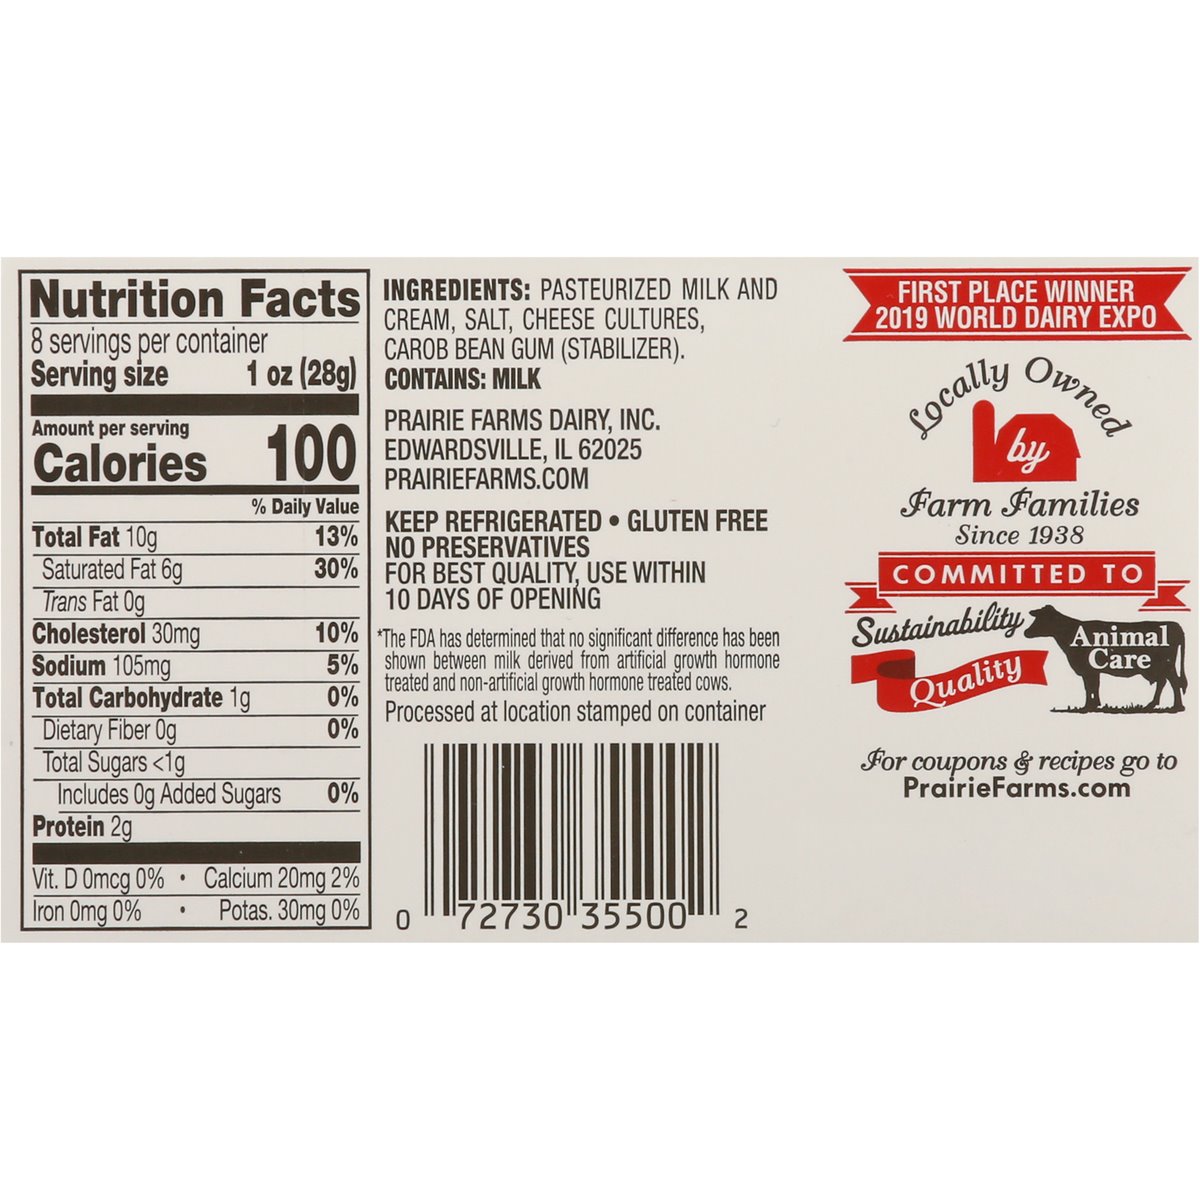 Nutrition Facts
8 servings per container
Serving size 1 oz (28g)
Amount per serving
Calories 100
% Daily Value
Total Fat 10g 13%
Saturated Fat 6g 30%
Trans Fat 0g
Cholesterol 30mg 10%
Sodium 105mg 5%
Total Carbohydrate 1g 0%
Dietary Fiber 0g 0%
Total Sugars <1g
Includes 0g Added Sugars 0%
Protein 2g
Vit. D 0mcg 0% • Calcium 20mg 2%
Iron 0mg 0% • Potas. 30mg 0%
INGREDIENTS: PASTEURIZED MILK AND
CREAM, SALT, CHEESE CULTURES,
CAROB BEAN GUM (STABILIZER).
CONTAINS: MILK
PRAIRIE FARMS DAIRY, INC.
EDWARDSVILLE, IL 62025
PRAIRIEFARMS.COM
KEEP REFRIGERATED • GLUTEN FREE
NO PRESERVATIVES
FOR BEST QUALITY, USE WITHIN
10 DAYS OF OPENING
*The FDA has determined that no significant difference has been
shown between milk derived from artificial growth hormone
treated and non-artificial growth hormone treated cows.
Processed at location stamped on container
0 72730 35500 2
FIRST PLACE WINNER
2019 WORLD DAIRY EXPO
Locally Owned
by
Farm Families
Since 1938
COMMITTED TO
Sustainability
Quality
Animal
Care
For coupons & recipes go to
PrairieFarms.com